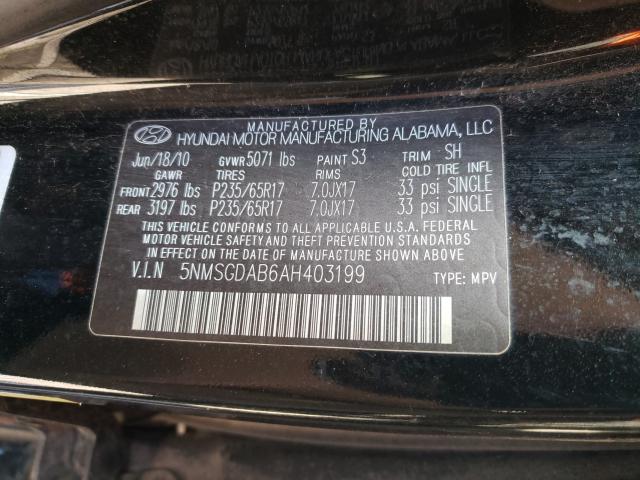 MANUFACTURED BY
HYUNDAI MOTOR MANUFACTURING ALABAMA, LLC
Jun/18/10 GVWR 5071 lbs PAINT S3 TRIM SH
GAWR TIRES RIMS COLD TIRE INFL
FRONT 2976 lbs P235/65R17 7.0JX17 33 psi SINGLE
REAR 3197 lbs P235/65R17 7.0JX17 33 psi SINGLE
THIS VEHICLE CONFORMS TO ALL APPLICABLE U.S.A. FEDERAL
MOTOR VEHICLE SAFETY AND THEFT PREVENTION STANDARDS
IN EFFECT ON THE DATE OF MANUFACTURE SHOWN ABOVE.
V.I.N 5NMSGDAB6AH403199 TYPE: MPV